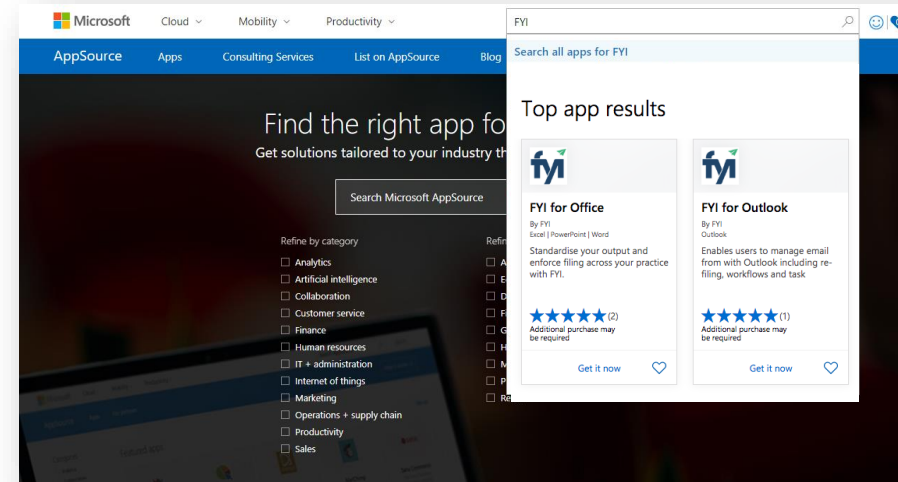 Microsoft
Cloud
Mobility
Productivity
FYI
AppSource
Apps
Consulting Services
List on AppSource
Blog
Search all apps for FYI
Find the right app fo
Get solutions tailored to your industry th
Search Microsoft AppSource
Refine by category
Analytics
Artificial intelligence
Collaboration
Customer service
Finance
Human resources
IT + administration
Internet of things
Marketing
Operations + supply chain
Productivity
Sales
Refin
A
E
D
Fi
G
H
M
P
Re
Top app results
fyi
FYI for Office
By FYI
Excel | PowerPoint | Word
Standardise your output and
enforce filing across your practice
with FYI.
(2)
Additional purchase may
be required
Get it now
fyi
FYI for Outlook
By FYI
Outlook
Enables users to manage email
from with Outlook including re-
filing, workflows and task
(1)
Additional purchase may
be required
Get it now